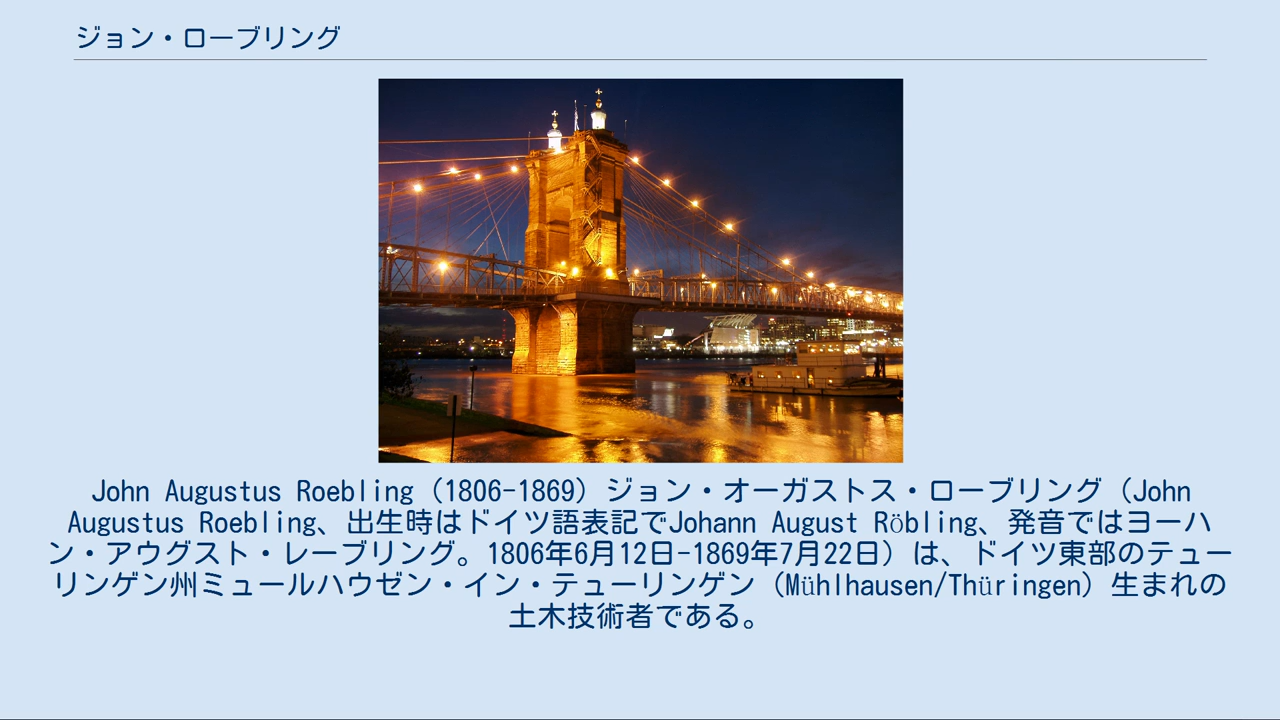 ジョン・ローブリング
John Augustus Roebling（1806-1869）ジョン・オーガストス・ローブリング（John
Augustus Roebling、出生時はドイツ語表記でJohann August Röbling、発音ではヨーハ
ン・アウグスト・レーブリング。1806年6月12日-1869年7月22日）は、ドイツ東部のテュー
リンゲン州ミュールハウゼン・イン・テューリンゲン（Mühlhausen/Thüringen）生まれの
土木技術者である。